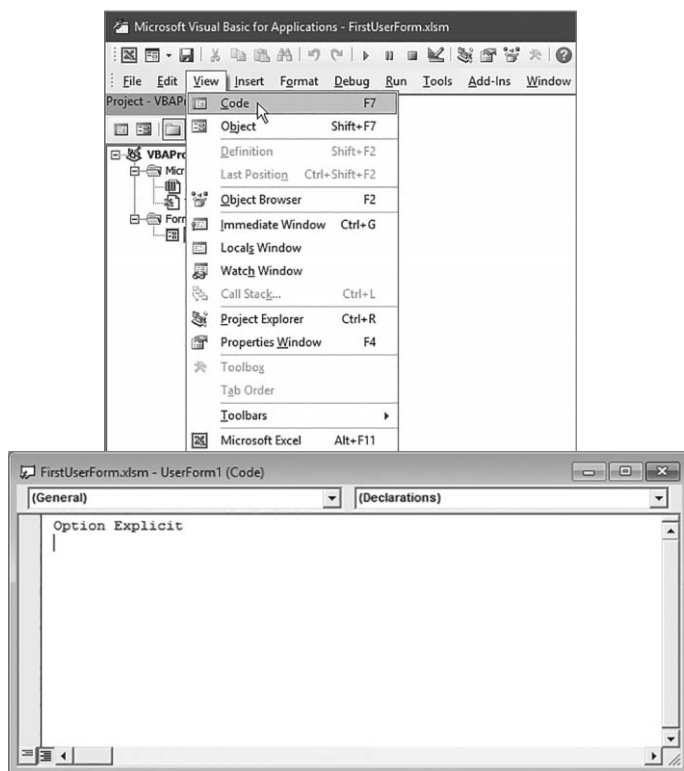 Microsoft Visual Basic for Applications - FirstUserForm.xlsm
File Edit View Insert Format Debug Run Tools Add-Ins Window
Project - VBAP
Code F7
Object Shift+F7
Definition Shift+F2
Last Position Ctrl+Shift+F2
Object Browser F2
Immediate Window Ctrl+G
Locals Window
Watch Window
Call Stack... Ctrl+L
Project Explorer Ctrl+R
Properties Window F4
Toolbox
Tab Order
Toolbars
Microsoft Excel Alt+F11
VBAPro
Micr
Forr
FirstUserForm.xlsm - UserForm1 (Code)
(General) (Declarations)
Option Explicit